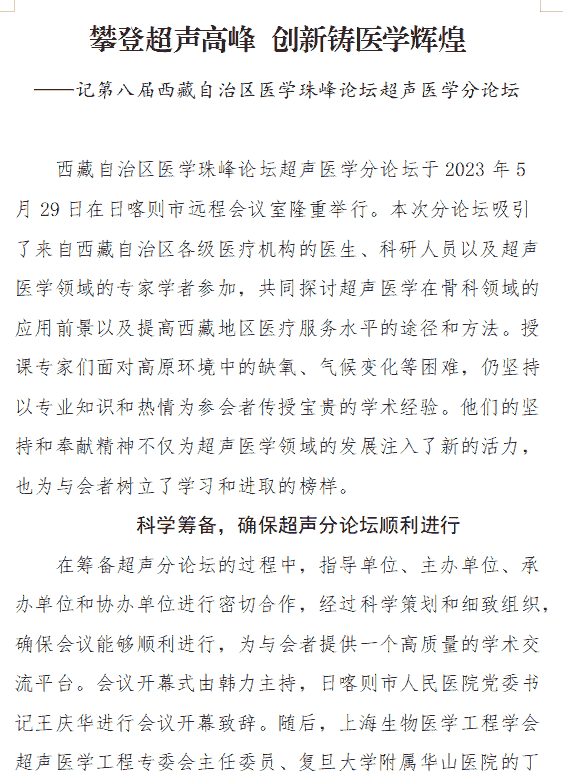 攀登超声高峰 创新铸医学辉煌
——记第八届西藏自治区医学珠峰论坛超声医学分论坛
西藏自治区医学珠峰论坛超声医学分论坛于 2023 年 5
月 29 日在日喀则市远程会议室隆重举行。本次分论坛吸引
了来自西藏自治区各级医疗机构的医生、科研人员以及超声
医学领域的专家学者参加，共同探讨超声医学在骨科领域的
应用前景以及提高西藏地区医疗服务水平的途径和方法。授
课专家们面对高原环境中的缺氧、气候变化等困难，仍坚持
以专业知识和热情为参会者传授宝贵的学术经验。他们的坚
持和奉献精神不仅为超声医学领域的发展注入了新的活力，
也为与会者树立了学习和进取的榜样。
科学筹备，确保超声分论坛顺利进行
在筹备超声分论坛的过程中，指导单位、主办单位、承
办单位和协办单位进行密切合作，经过科学策划和细致组织，
确保会议能够顺利进行，为与会者提供一个高质量的学术交
流平台。会议开幕式由韩力主持，日喀则市人民医院党委书
记王庆华进行会议开幕致辞。随后，上海生物医学工程学会
超声医学工程专委会主任委员、复旦大学附属华山医院的丁